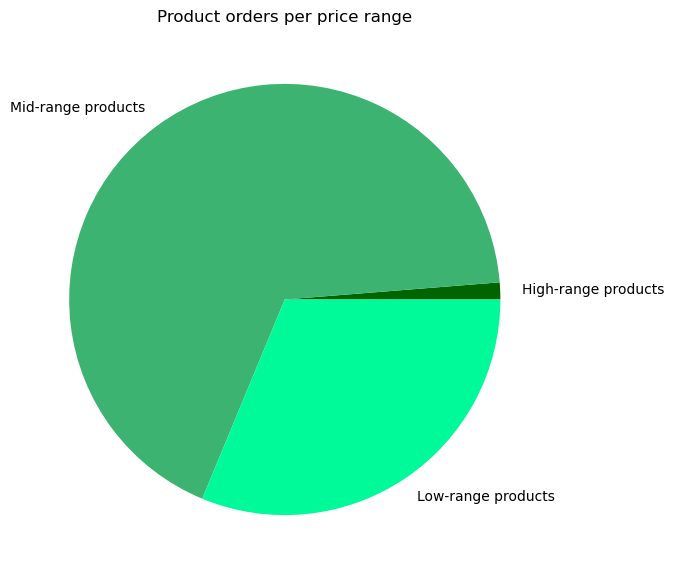 Product orders per price range
Mid-range products
High-range products
Low-range products